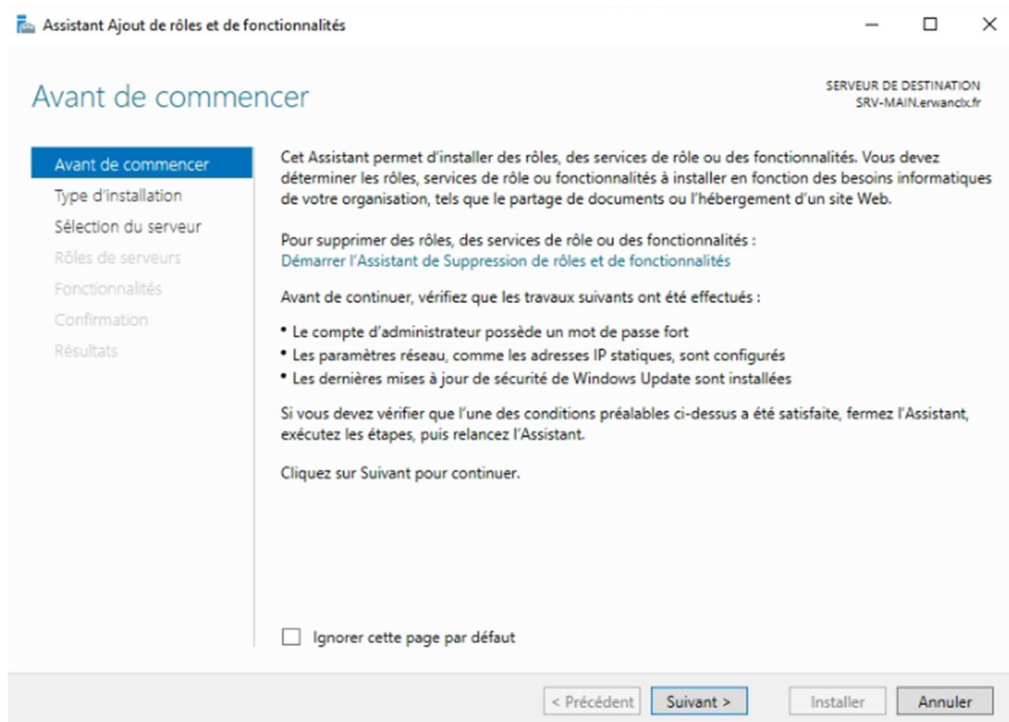 Assistant Ajout de rôles et de fonctionnalités
Avant de commencer
SERVEUR DE DESTINATION
SRV-MAIN.erwanclx.fr
Avant de commencer
Type d'installation
Sélection du serveur
Rôles de serveurs
Fonctionnalités
Confirmation
Résultats
Cet Assistant permet d'installer des rôles, des services de rôle ou des fonctionnalités. Vous devez
déterminer les rôles, services de rôle ou fonctionnalités à installer en fonction des besoins informatiques
de votre organisation, tels que le partage de documents ou l'hébergement d'un site Web.
Pour supprimer des rôles, des services de rôle ou des fonctionnalités :
Démarrer l'Assistant de Suppression de rôles et de fonctionnalités
Avant de continuer, vérifiez que les travaux suivants ont été effectués :
• Le compte d'administrateur possède un mot de passe fort
• Les paramètres réseau, comme les adresses IP statiques, sont configurés
• Les dernières mises à jour de sécurité de Windows Update sont installées
Si vous devez vérifier que l'une des conditions préalables ci-dessus a été satisfaite, fermez l'Assistant,
exécutez les étapes, puis relancez l'Assistant.
Cliquez sur Suivant pour continuer.
Ignorer cette page par défaut
< Précédent
Suivant >
Installer
Annuler